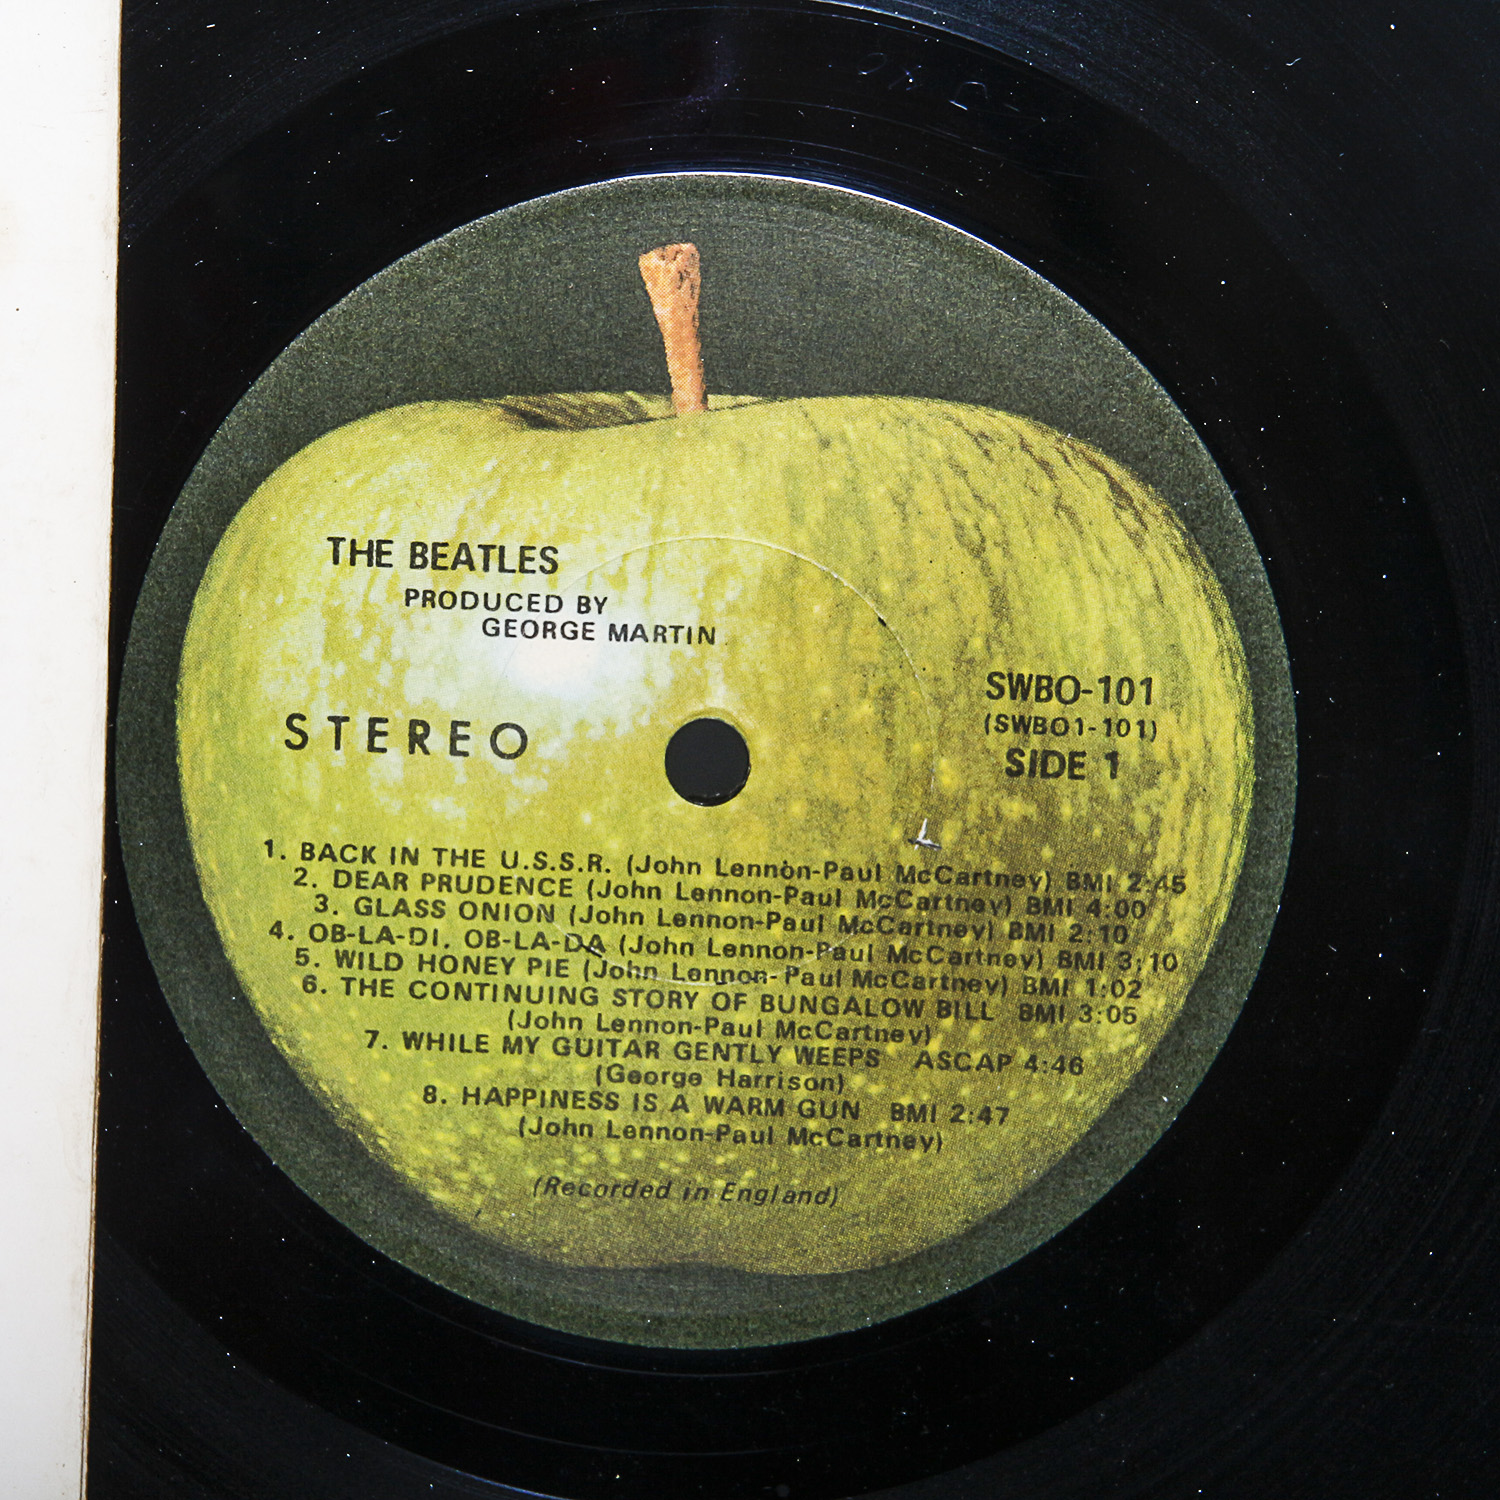 THE BEATLES
PRODUCED BY
GEORGE MARTIN
STEREO
SWBO-101
(SWBO1-101)
SIDE 1
1. BACK IN THE U.S.S.R. (John Lennon-Paul McCartney) BMI 2:45
2. DEAR PRUDENCE (John Lennon-Paul McCartney) BMI 4:00
3. GLASS ONION (John Lennon-Paul McCartney) BMI 2:10
4. OB-LA-DI, OB-LA-DA (John Lennon-Paul McCartney) BMI 3:10
5. WILD HONEY PIE (John Lennon-Paul McCartney) BMI 1:02
6. THE CONTINUING STORY OF BUNGALOW BILL BMI 3:05
(John Lennon-Paul McCartney)
7. WHILE MY GUITAR GENTLY WEEPS ASCAP 4:46
(George Harrison)
8. HAPPINESS IS A WARM GUN BMI 2:47
(John Lennon-Paul McCartney)
(Recorded in England)